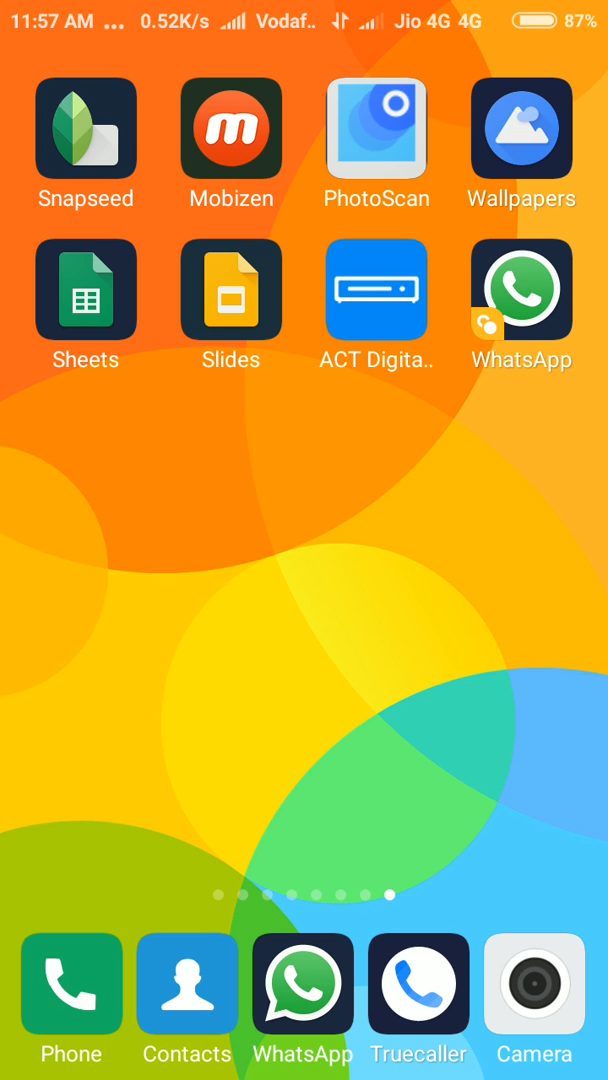 11:57 AM ... 0.52K/s Vodaf.. Jio 4G 4G 87%
Snapseed Mobizen PhotoScan Wallpapers
Sheets Slides ACT Digita.. WhatsApp
Phone Contacts WhatsApp Truecaller Camera